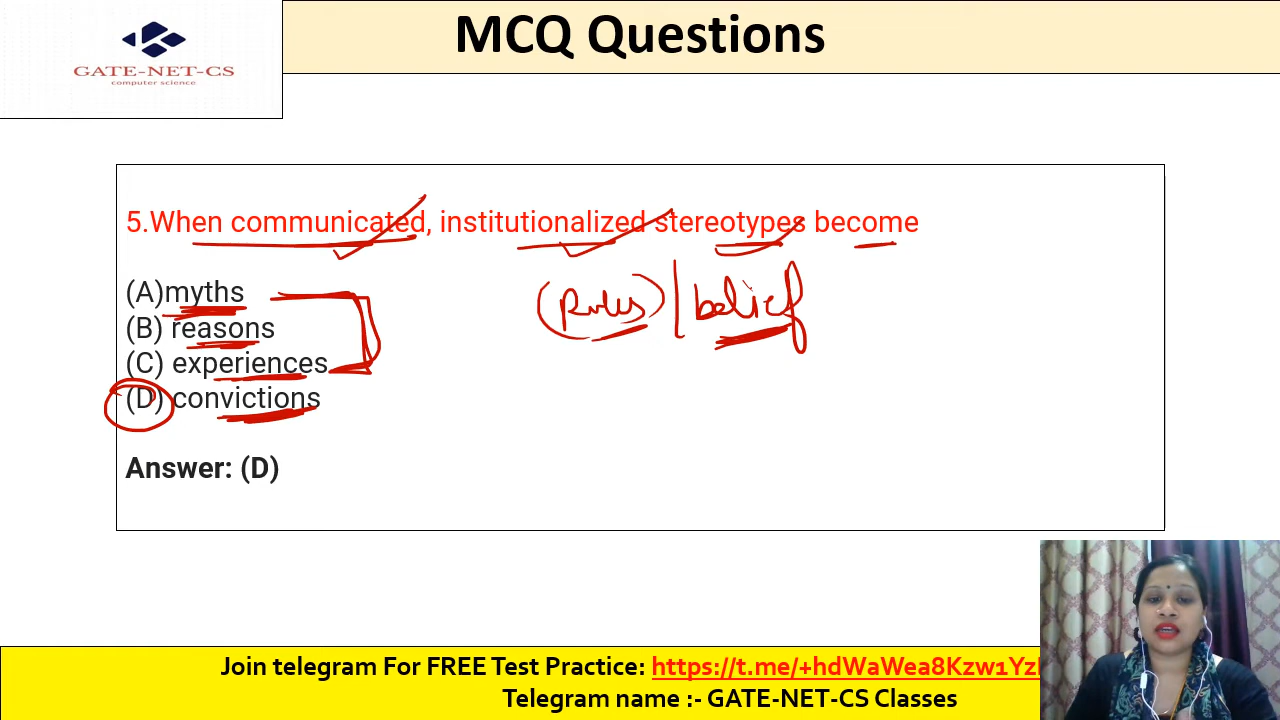 MCQ Questions
GATE-NET-CS
computer science
5.When communicated, institutionalized stereotypes become
(A)myths
(B) reasons
(C) experiences
(D) convictions
(Rules) | belief
Answer: (D)
Join telegram For FREE Test Practice: https://t.me/+hdWaWea8Kzw1Yz
Telegram name :- GATE-NET-CS Classes